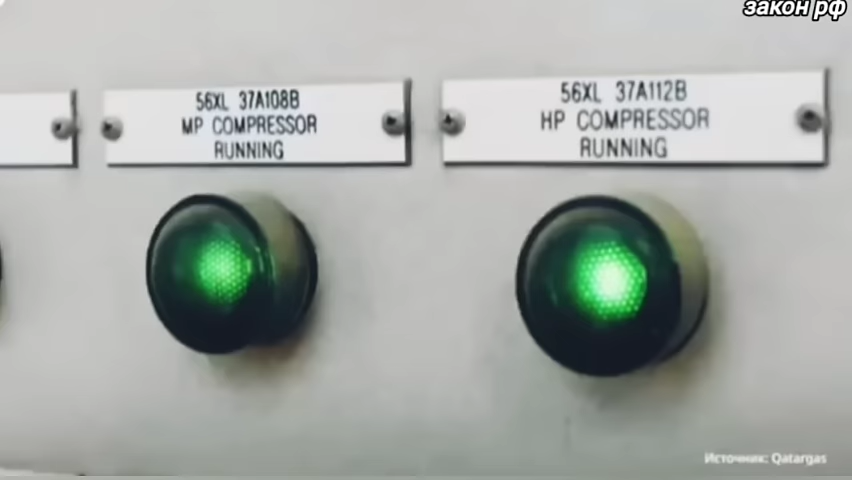 закон рф
56XL 37A108B
MP COMPRESSOR
RUNNING
56XL 37A112B
HP COMPRESSOR
RUNNING
Источник: Qatargas